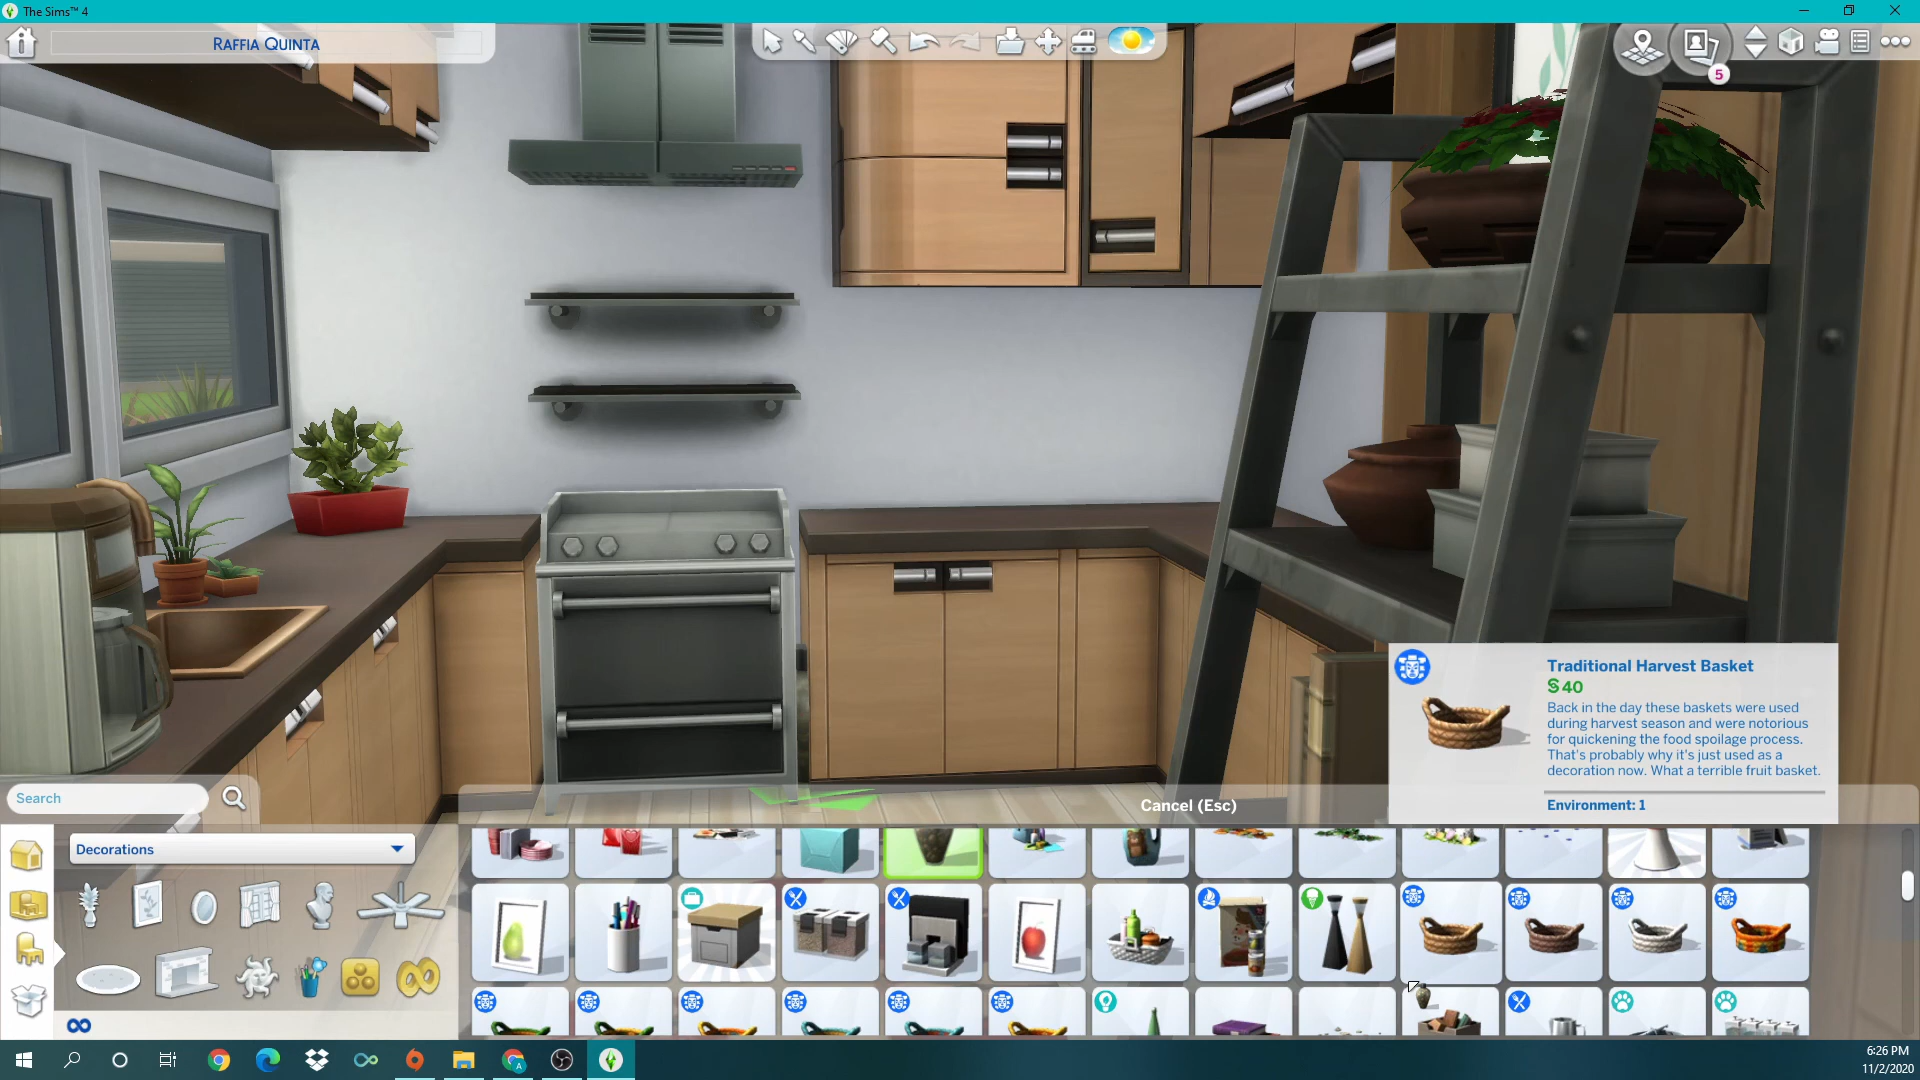 The Sims™ 4
Raffia Quinta
5
Traditional Harvest Basket
§40
Back in the day these baskets were used
during harvest season and were notorious
for quickening the food spoilage process.
That's probably why it's just used as a
decoration now. What a terrible fruit basket.
Environment: 1
Search
Cancel (Esc)
Decorations
6:26 PM
11/2/2020